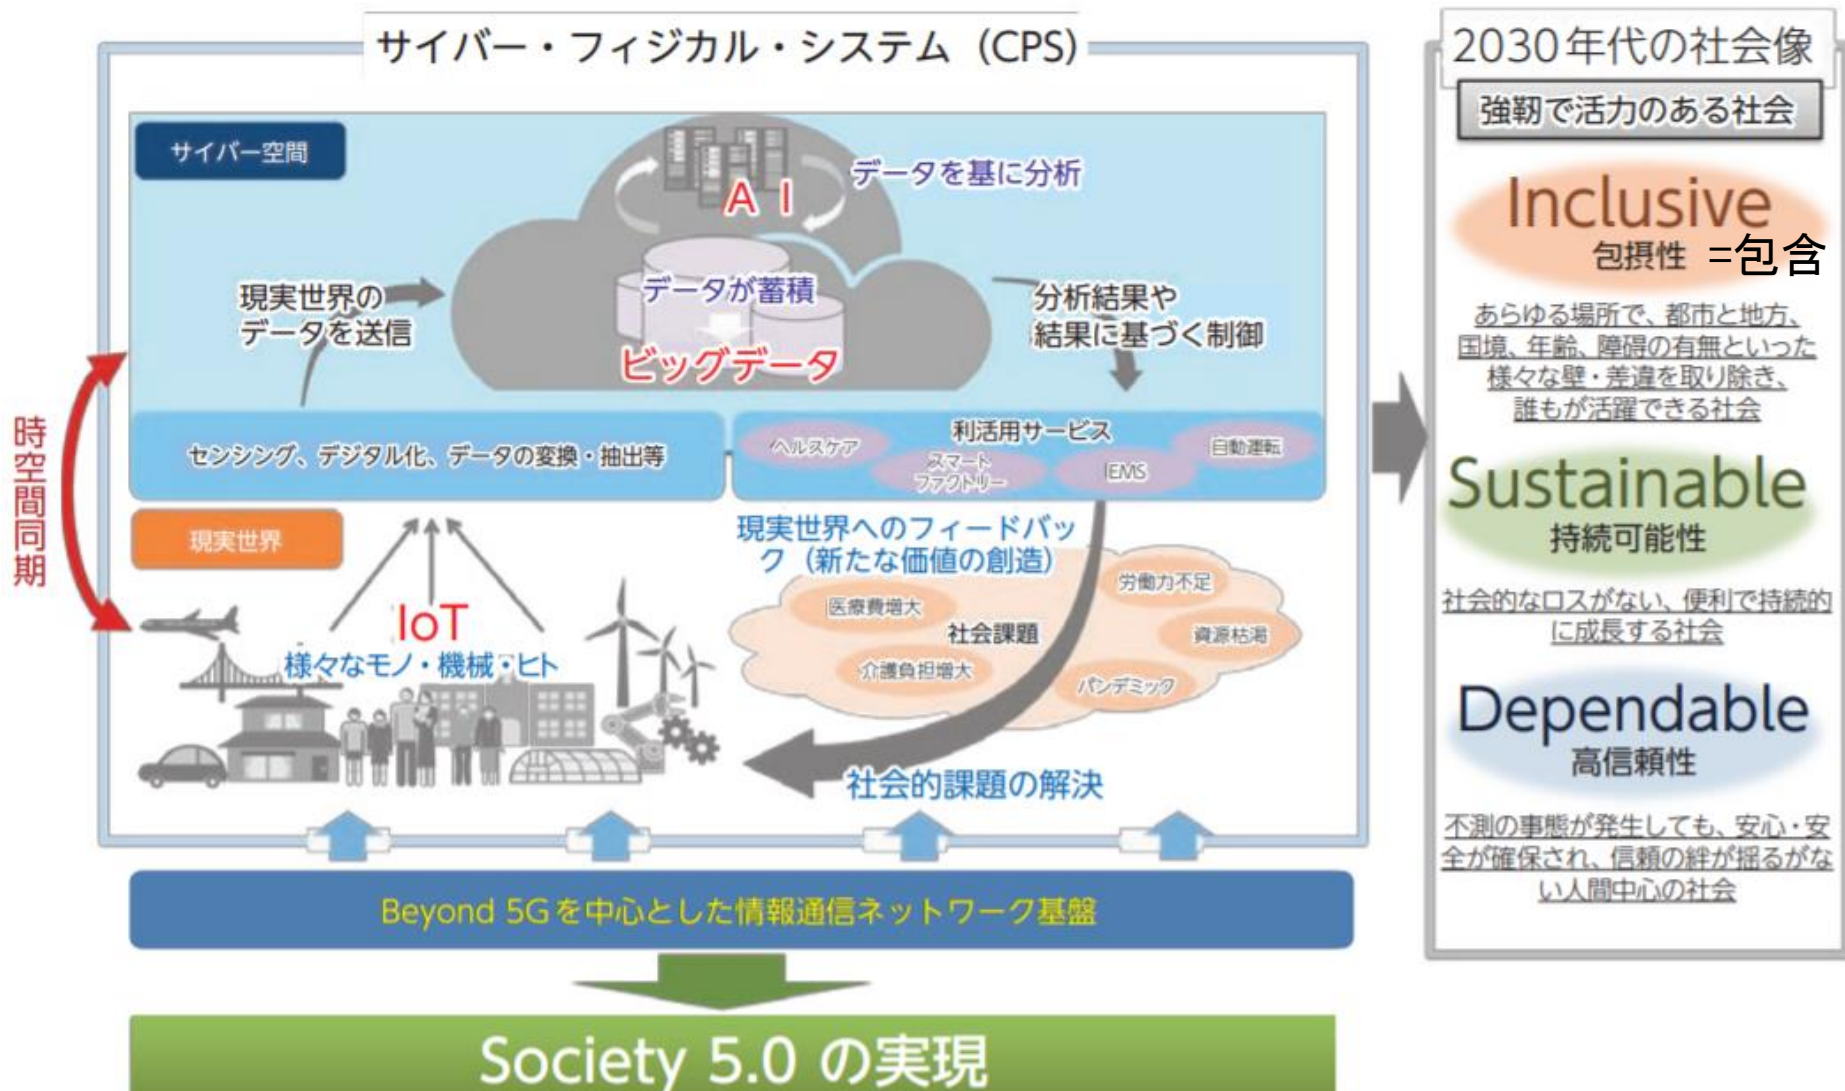 サイバー・フィジカル・システム（CPS）
サイバー空間
AI
データを基に分析
データが蓄積
ビッグデータ
現実世界の
データを送信
分析結果や
結果に基づく制御
センシング、デジタル化、データの変換・抽出等
利活用サービス
ヘルスケア
スマート
ファクトリー
EMS
自動運転
時空間同期
現実世界
IoT
様々なモノ・機械・ヒト
現実世界へのフィードバッ
ク（新たな価値の創造）
医療費増大
労働力不足
社会課題
資源枯渇
介護負担増大
パンデミック
社会的課題の解決
Beyond 5Gを中心とした情報通信ネットワーク基盤
Society 5.0 の実現
2030年代の社会像
強靭で活力のある社会
Inclusive
包摂性 =包含
あらゆる場所で、都市と地方、
国境、年齢、障碍の有無といった
様々な壁・差違を取り除き、
誰もが活躍できる社会
Sustainable
持続可能性
社会的なロスがない、便利で持続的
に成長する社会
Dependable
高信頼性
不測の事態が発生しても、安心・安
全が確保され、信頼の絆が揺るがな
い人間中心の社会